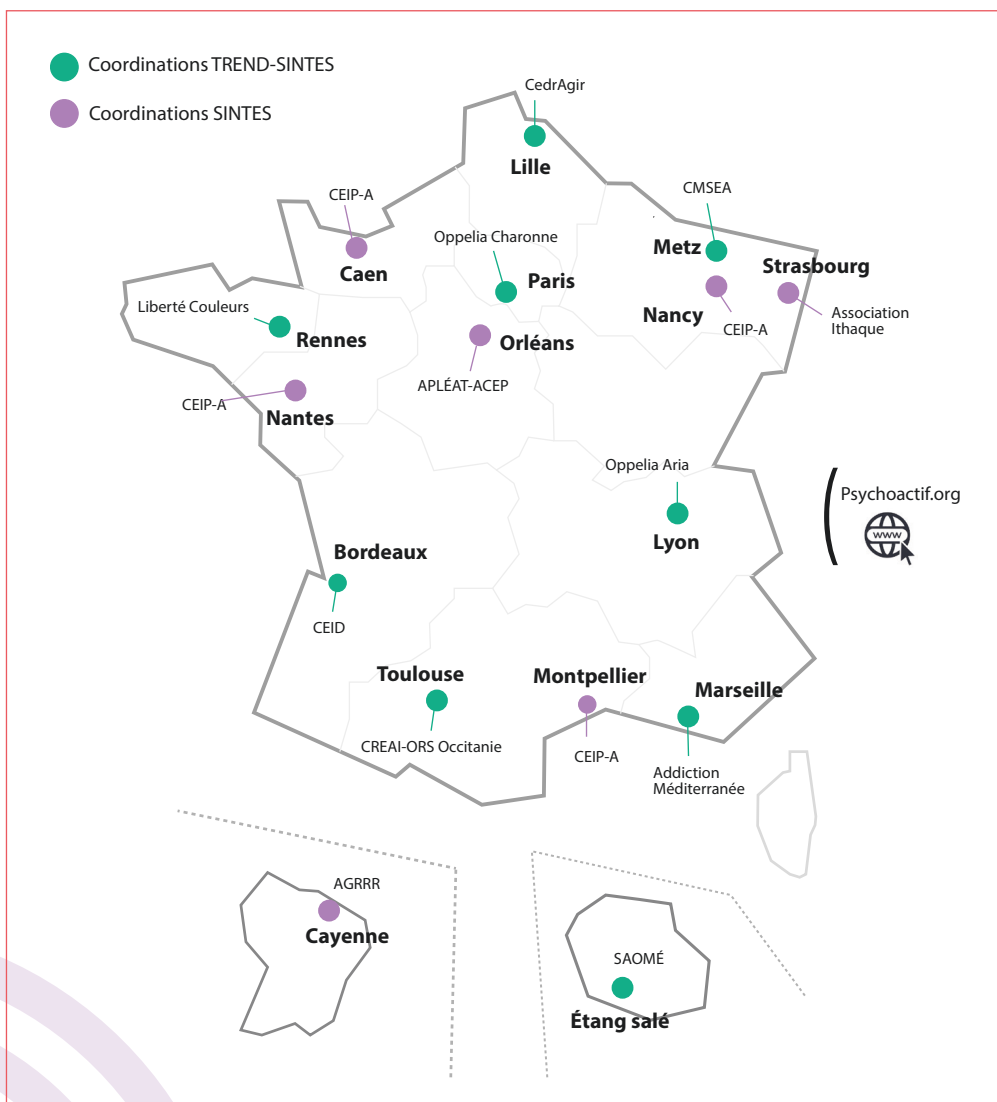 Coordinations TREND-SINTES
Coordinations SINTES
CedrAgir
Lille
CEIP-A
Caen
Oppelia Charonne
Paris
CMSEA
Metz
Strasbourg
Nancy
CEIP-A
Association
Ithaque
Liberté Couleurs
Rennes
Orléans
APLÉAT-ACEP
CEIP-A
Nantes
Oppelia Aria
Lyon
Psychoactif.org
www
Bordeaux
CEID
Toulouse
CREAI-ORS Occitanie
Montpellier
CEIP-A
Marseille
Addiction
Méditerranée
AGRRR
Cayenne
SAOMÉ
Étang salé